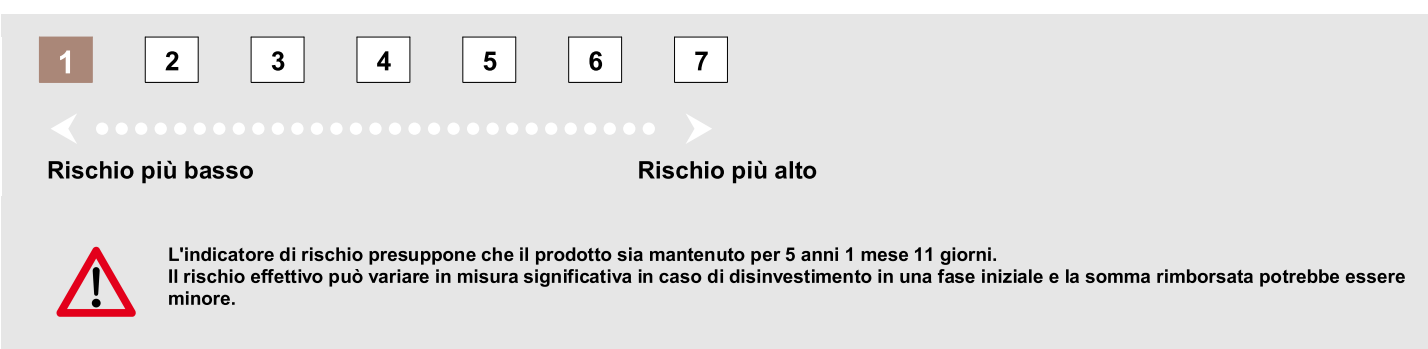 1 2 3 4 5 6 7
Rischio più basso Rischio più alto
L'indicatore di rischio presuppone che il prodotto sia mantenuto per 5 anni 1 mese 11 giorni.
Il rischio effettivo può variare in misura significativa in caso di disinvestimento in una fase iniziale e la somma rimborsata potrebbe essere
minore.